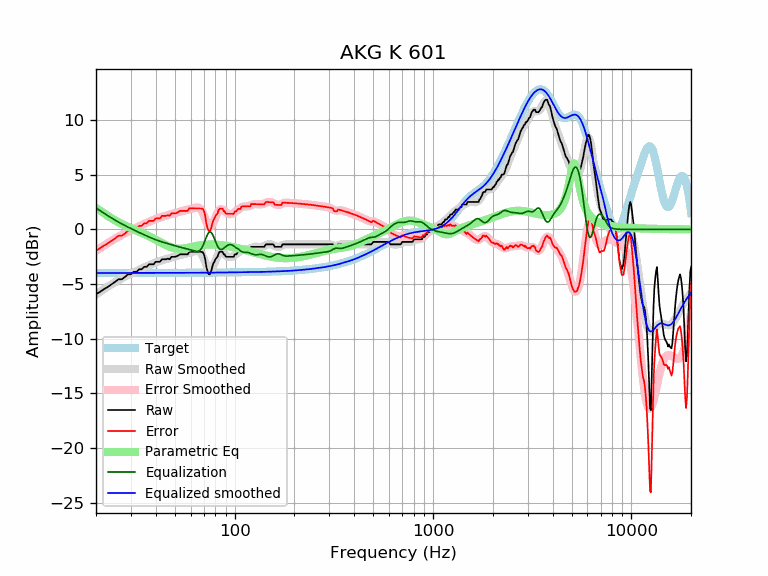 AKG K 601
Amplitude (dBr)
10
5
0
−5
−10
−15
−20
−25
Target
Raw Smoothed
Error Smoothed
Raw
Error
Parametric Eq
Equalization
Equalized smoothed
100
1000
10000
Frequency (Hz)